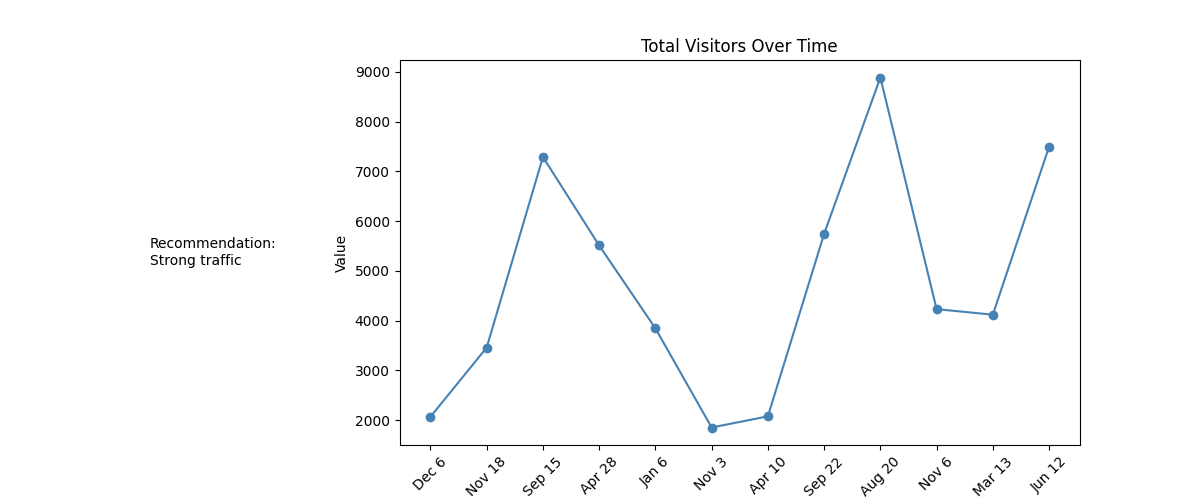 Total Visitors Over Time
Recommendation:
Strong traffic
Value
9000
8000
7000
6000
5000
4000
3000
2000
Dec 6
Nov 18
Sep 15
Apr 28
Jan 6
Nov 3
Apr 10
Sep 22
Aug 20
Nov 6
Mar 13
Jun 12